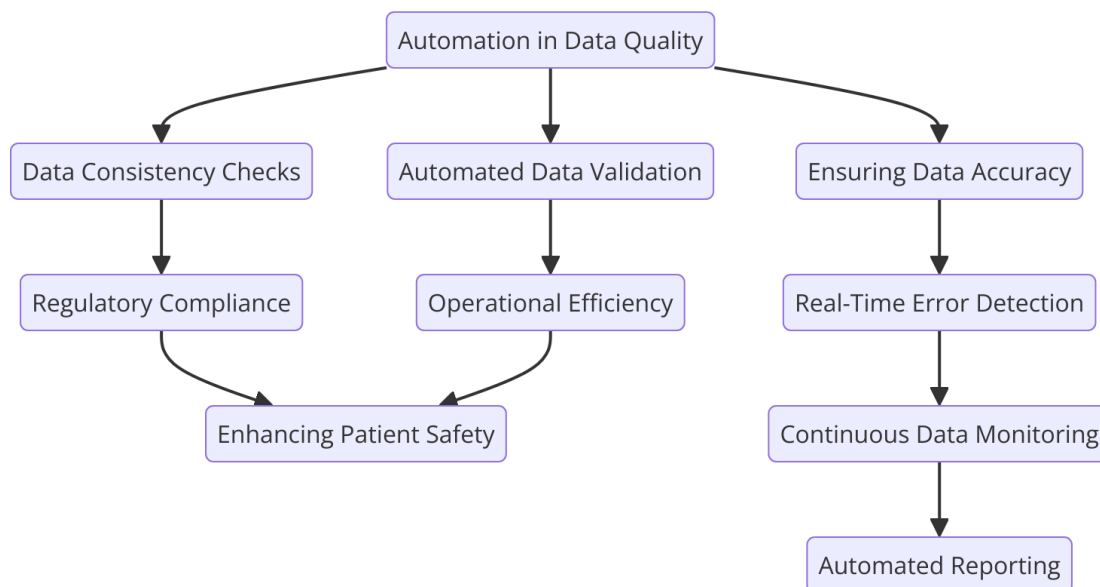 Automation in Data Quality
Data Consistency Checks
Automated Data Validation
Ensuring Data Accuracy
Regulatory Compliance
Operational Efficiency
Real-Time Error Detection
Enhancing Patient Safety
Continuous Data Monitoring
Automated Reporting